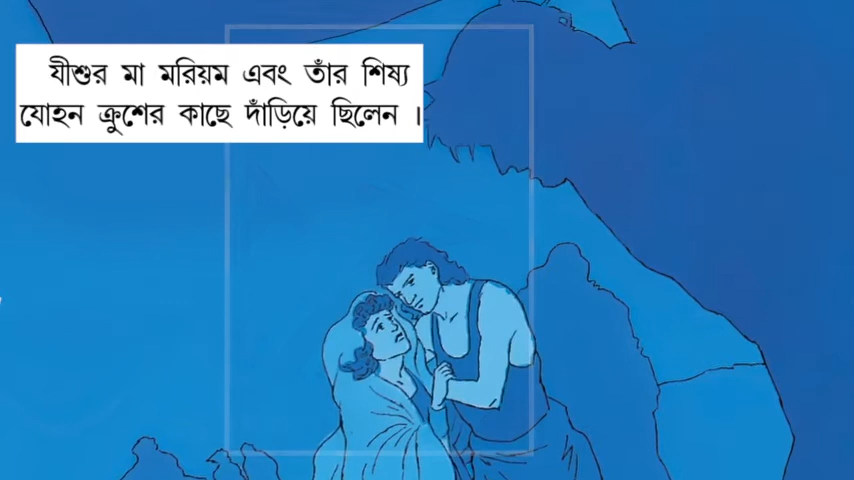 যীশুর মা মরিয়ম এবং তাঁর শিষ্য
যোহন ক্রুশের কাছে দাঁড়িয়ে ছিলেন ।